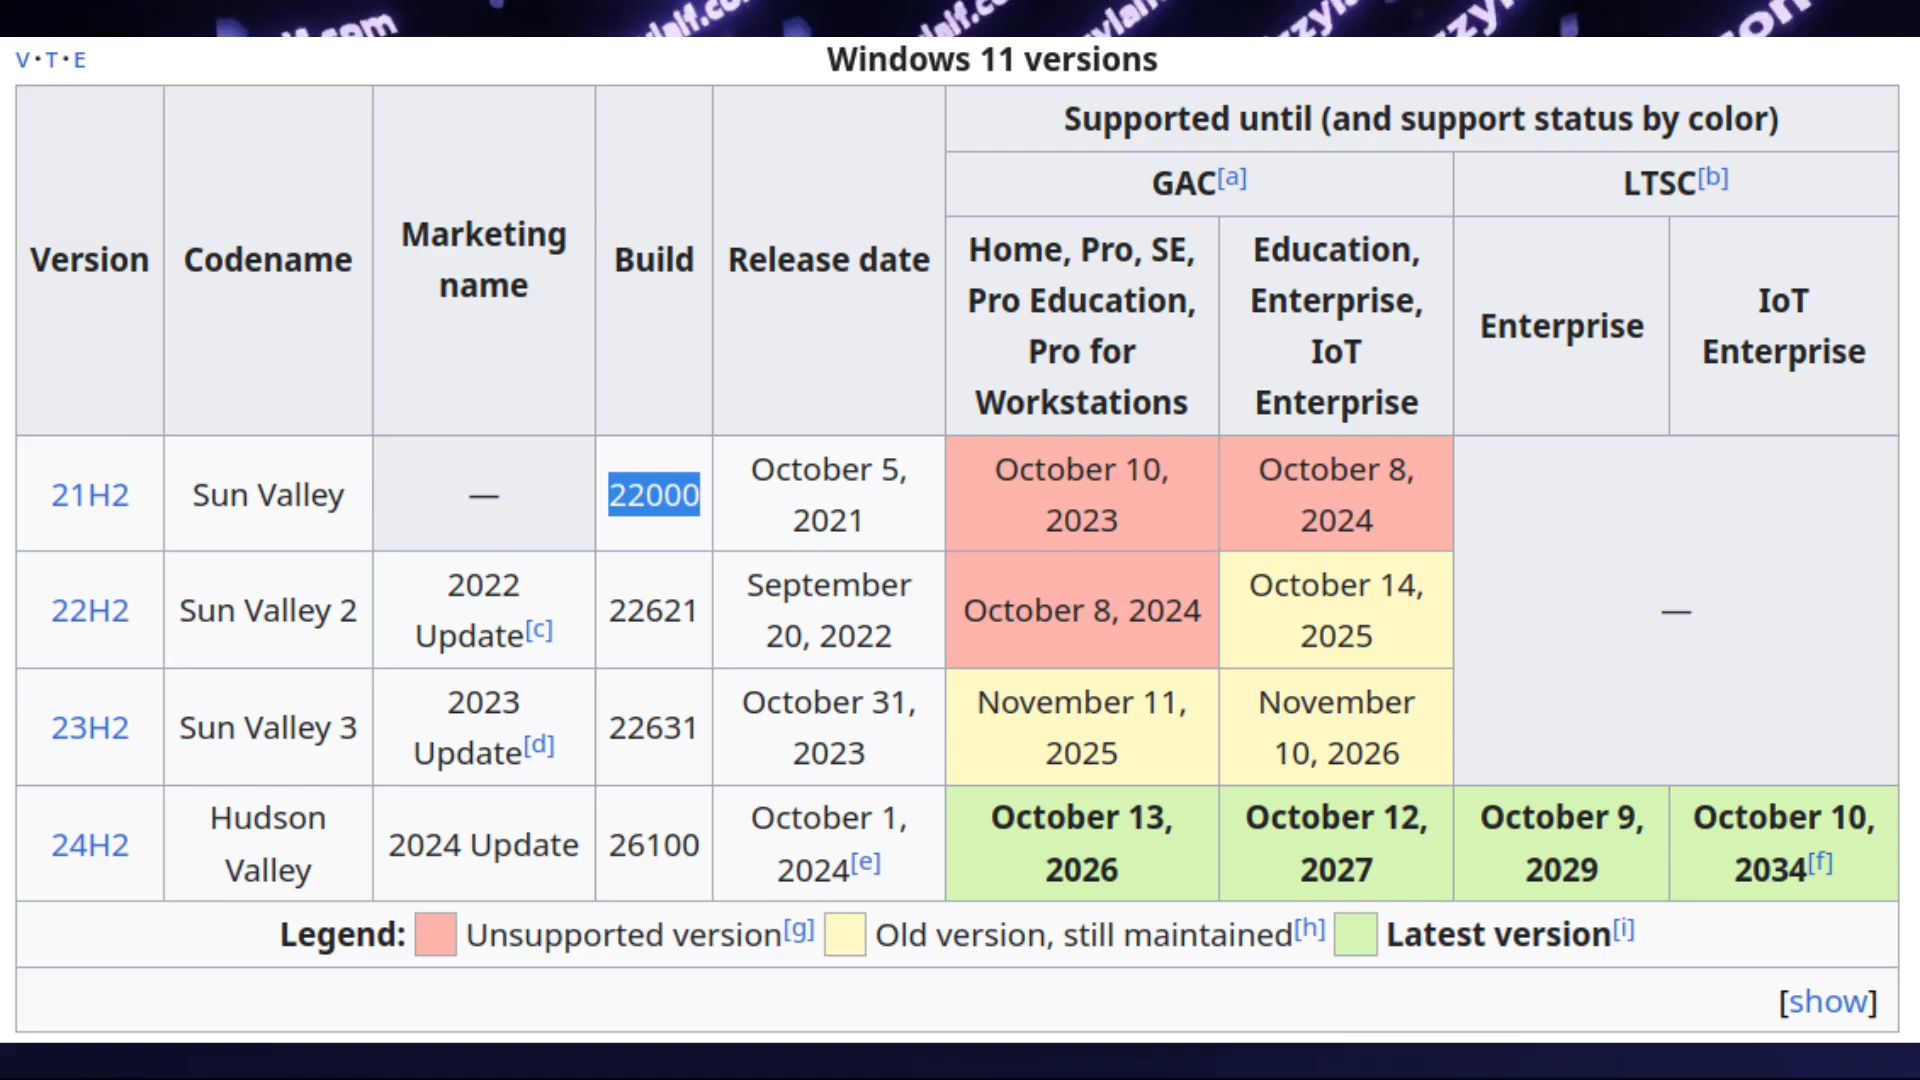 V·T·E
Windows 11 versions
Version
Codename
Marketing
name
Build
Release date
Supported until (and support status by color)
GAC[a]
LTSC[b]
Home, Pro, SE,
Pro Education,
Pro for
Workstations
Education,
Enterprise,
IoT
Enterprise
Enterprise
IoT
Enterprise
21H2
Sun Valley
—
22000
October 5,
2021
October 10,
2023
October 8,
2024
22H2
Sun Valley 2
2022
Update[c]
22621
September
20, 2022
October 8, 2024
October 14,
2025
—
23H2
Sun Valley 3
2023
Update[d]
22631
October 31,
2023
November 11,
2025
November
10, 2026
24H2
Hudson
Valley
2024 Update
26100
October 1,
2024[e]
October 13,
2026
October 12,
2027
October 9,
2029
October 10,
2034[f]
Legend: Unsupported version[g] Old version, still maintained[h] Latest version[i]
[show]